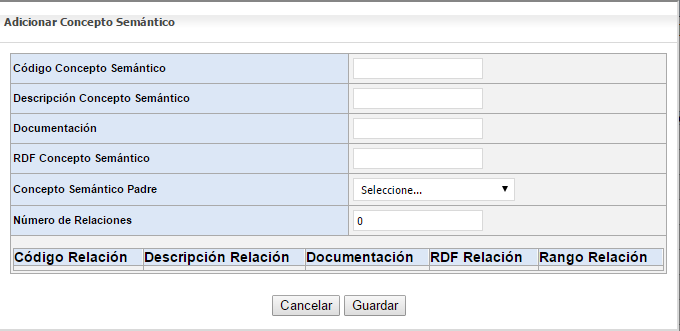 Adicionar Concepto Semántico
Código Concepto Semántico
Descripción Concepto Semántico
Documentación
RDF Concepto Semántico
Concepto Semántico Padre Seleccione...
Número de Relaciones 0
Código Relación Descripción Relación Documentación RDF Relación Rango Relación
Cancelar Guardar